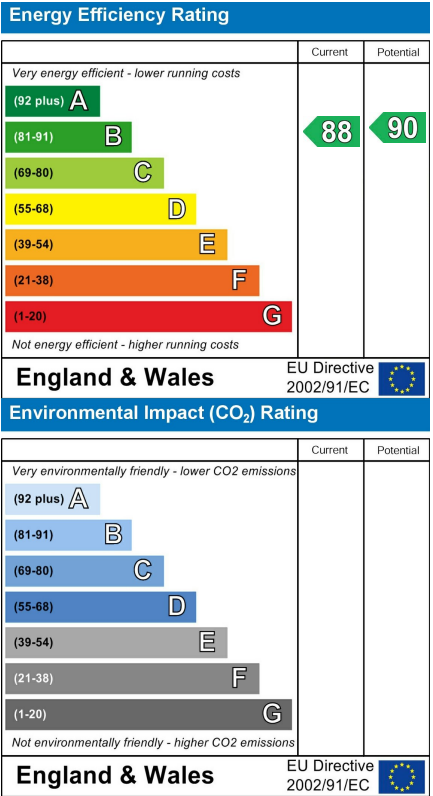 Energy Efficiency Rating
Current Potential
Very energy efficient - lower running costs
(92 plus) A
(81-91) B
88 90
(69-80) C
(55-68) D
(39-54) E
(21-38) F
(1-20) G
Not energy efficient - higher running costs
England & Wales
EU Directive
2002/91/EC
Environmental Impact (CO₂) Rating
Current Potential
Very environmentally friendly - lower CO2 emissions
(92 plus) A
(81-91) B
(69-80) C
(55-68) D
(39-54) E
(21-38) F
(1-20) G
Not environmentally friendly - higher CO2 emissions
England & Wales
EU Directive
2002/91/EC